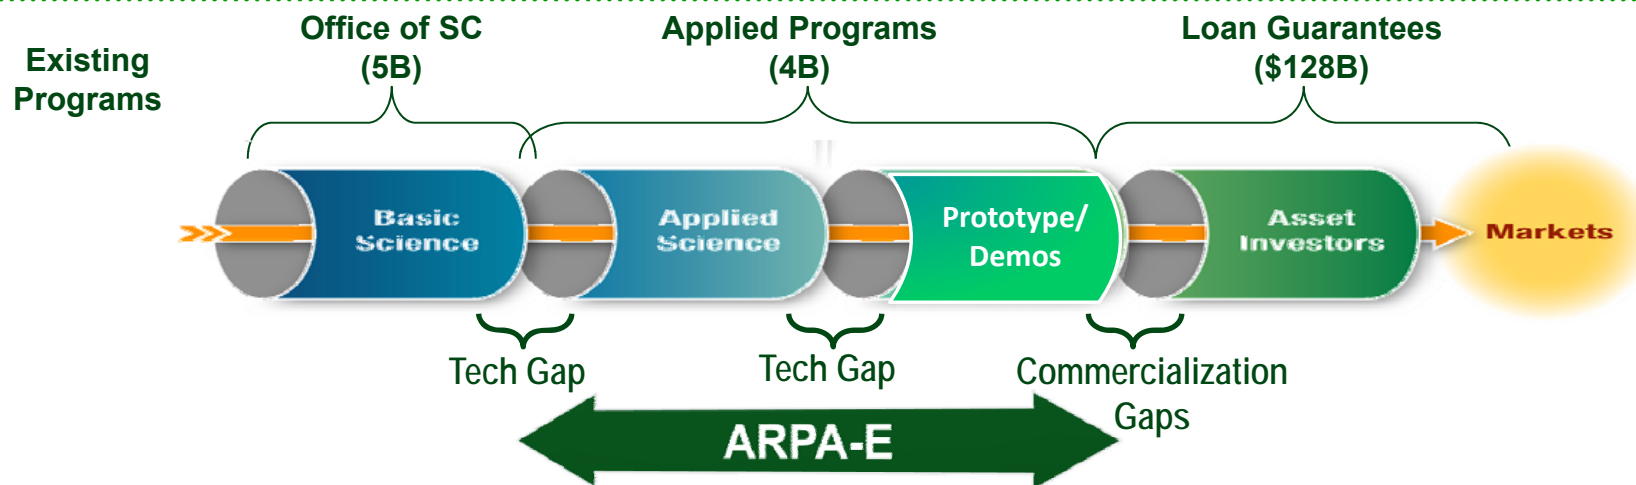 Existing
Programs
Office of SC
(5B)
Applied Programs
(4B)
Loan Guarantees
($128B)
Basic
Science
Applied
Science
Prototype/
Demos
Asset
Investors
Markets
Tech Gap
Tech Gap
Commercialization
Gaps
ARPA-E